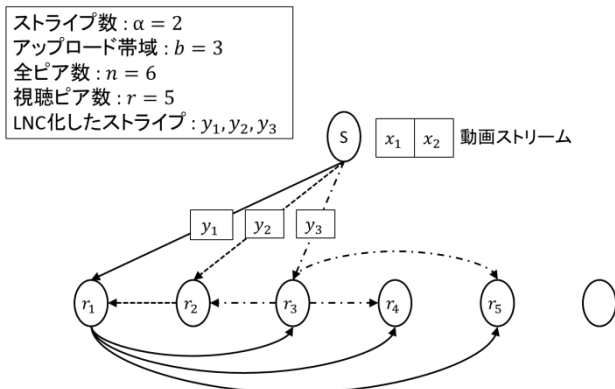 ストライプ数 : α = 2
アップロード帯域 : b = 3
全ピア数 : n = 6
視聴ピア数 : r = 5
LNC化したストライプ : y₁, y₂, y₃
S
x₁ x₂ 動画ストリーム
y₁ y₂ y₃
r₁ r₂ r₃ r₄ r₅